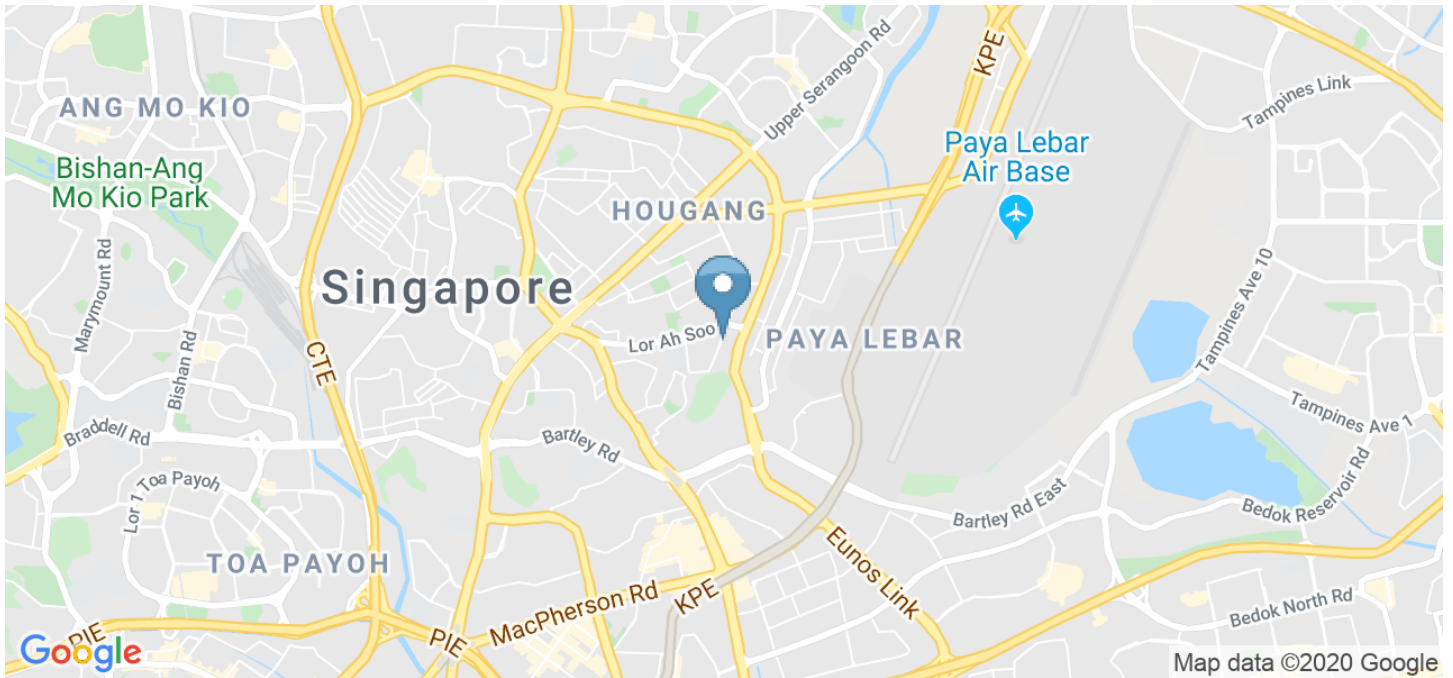 Upper Serangoon Rd
KPE
Tampines Link
ANG MO KIO
Paya Lebar
Air Base
Bishan-Ang
Mo Kio Park
HOUGANG
Marymount Rd
Singapore
Tampines Ave 10
Lor Ah Soo
PAYA LEBAR
CTE
Bishan Rd
Tampines Ave 1
Braddell Rd
Bartley Rd
Lor 1 Toa Payoh
Bedok Reservoir Rd
Bartley Rd East
TOA PAYOH
Eunos Link
MacPherson Rd
KPE
Bedok North Rd
PIE
PIE
Google
Map data ©2020 Google